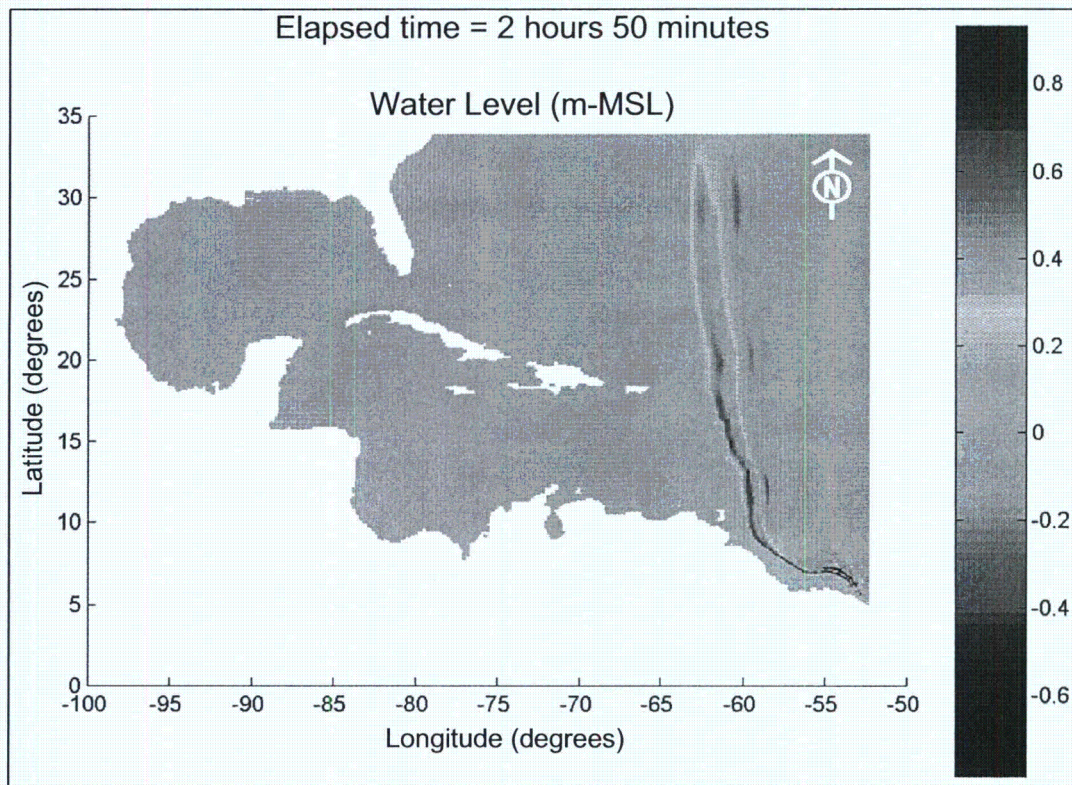 Elapsed time = 2 hours 50 minutes
Water Level (m-MSL)
35
30
25
20
15
10
5
0
Latitude (degrees)
-100 -95 -90 -85 -80 -75 -70 -65 -60 -55 -50
Longitude (degrees)
N
0.8
0.6
0.4
0.2
0
-0.2
-0.4
-0.6